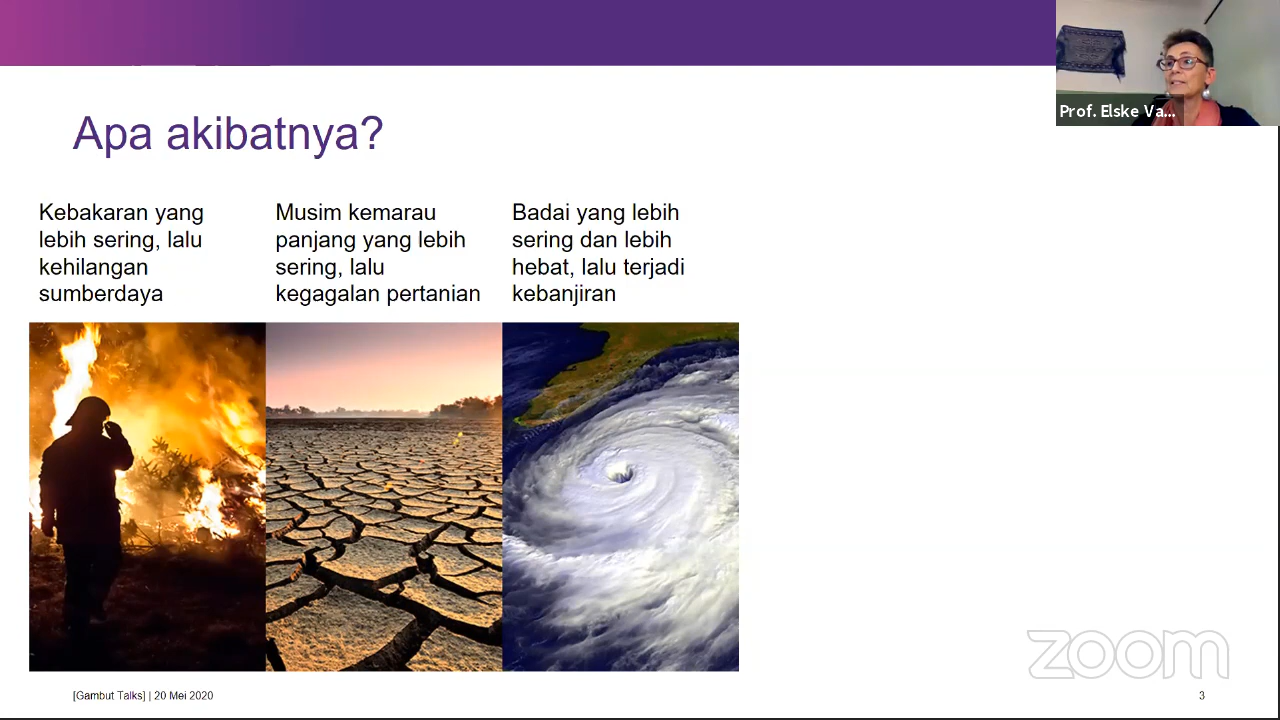 Prof. Elske Va...
Apa akibatnya?
Kebakaran yang
lebih sering, lalu
kehilangan
sumberdaya
Musim kemarau
panjang yang lebih
sering, lalu
kegagalan pertanian
Badai yang lebih
sering dan lebih
hebat, lalu terjadi
kebanjiran
zoom
[Gambut Talks] | 20 Mei 2020
3